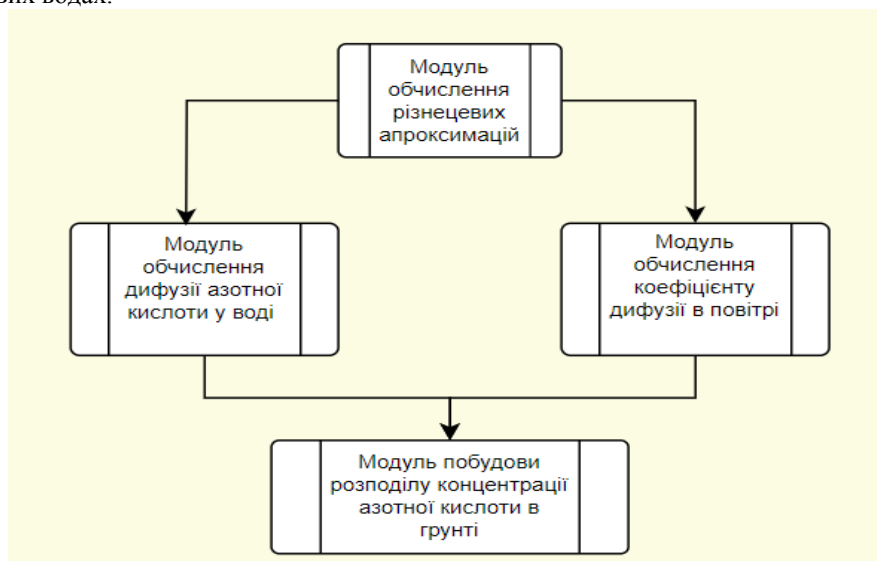 водах.
Модуль
обчислення
різнецевих
апроксимацій
Модуль
обчислення
дифузії азотної
кислоти у воді
Модуль
обчислення
коефіцієнту
дифузії в повітрі
Модуль побудови
розподілу концентрації
азотної кислоти в
грунті